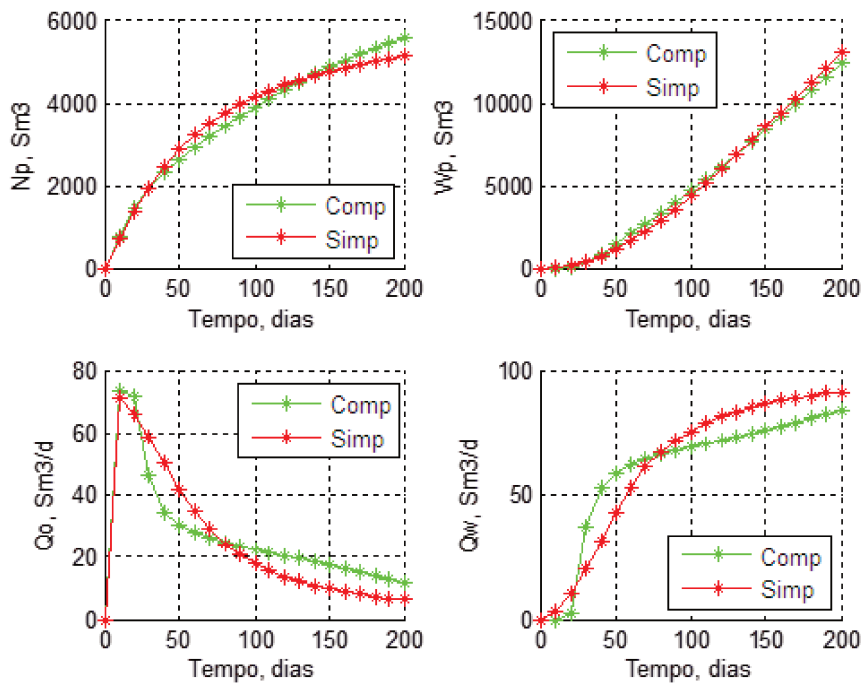 6000
4000
2000
0
Np, Sm3
Comp
Simp
0 50 100 150 200
Tempo, dias
15000
10000
5000
0
Wp, Sm3
Comp
Simp
0 50 100 150 200
Tempo, dias
80
60
40
20
0
Qo, Sm3/d
Comp
Simp
0 50 100 150 200
Tempo, dias
100
50
0
Qw, Sm3/d
Comp
Simp
0 50 100 150 200
Tempo, dias